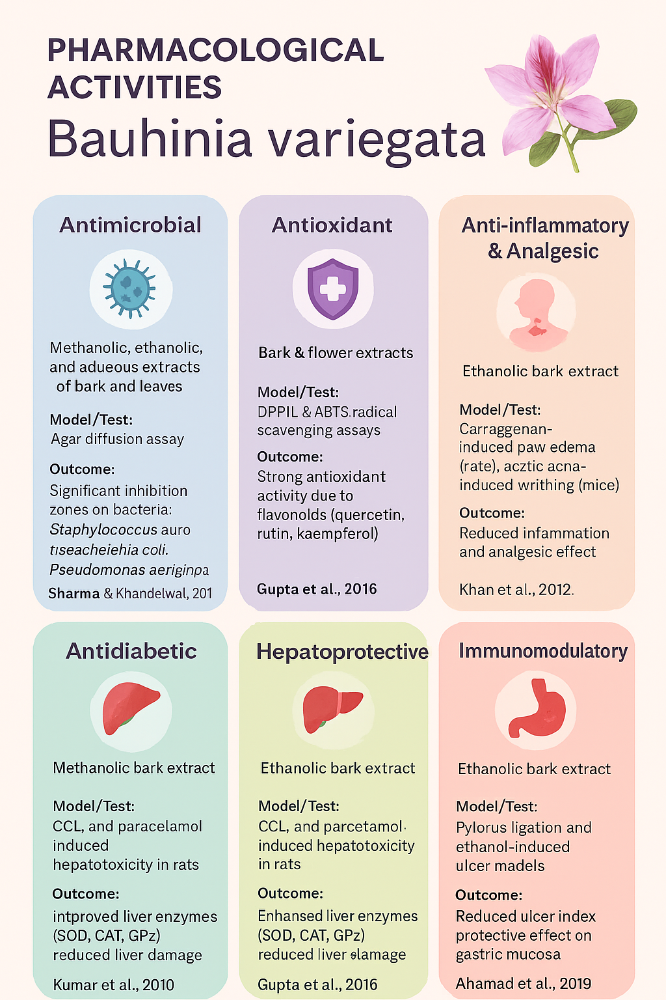 PHARMACOLOGICAL
ACTIVITIES
Bauhinia variegata
Antimicrobial
Methanolic, ethanolic,
and adueous extracts
of bark and leaves
Model/Test:
Agar diffusion assay
Outcome:
Significant inhibition
zones on bacteria:
Staphylococcus auro
tıseacheiehia coli.
Pseudomonas aeriginpa
Sharma & Khandelwal, 201
Antioxidant
Bark & flower extracts
Model/Test:
DPPIL & ABTS.radical
scavenging assays
Outcome:
Strong antioxidant
activity due to
flavonolds (quercetin,
rutin, kaempferol)
Gupta et al., 2016
Anti-inflammatory
& Analgesic
Ethanolic bark extract
Model/Test:
Carraggenan-
induced paw edema
(rate), acztic acna-
induced writhing (mice)
Outcome:
Reduced infammation
and analgesic effect
Khan et al., 2012.
Antidiabetic
Methanolic bark extract
Model/Test:
CCL, and paracelamol
induced
hepatotoxicity in rats
Outcome:
intproved liver enzymes
(SOD, CAT, GPz)
reduced liver damage
Kumar et al., 2010
Hepatoprotective
Ethanolic bark extract
Model/Test:
CCL, and parcetamol·
induced hepatotoxicity
in rats
Outcome:
Enhansed liver enzymes
(SOD, CAT, GPz)
reduced liver slamage
Gupta et al., 2016
Immunomodulatory
Ethanolic bark extract
Model/Test:
Pylorus ligation and
ethanol-induced
ulcer madels
Outcome:
Reduced ulcer index
protective effect on
gastric mucosa
Ahamad et al., 2019